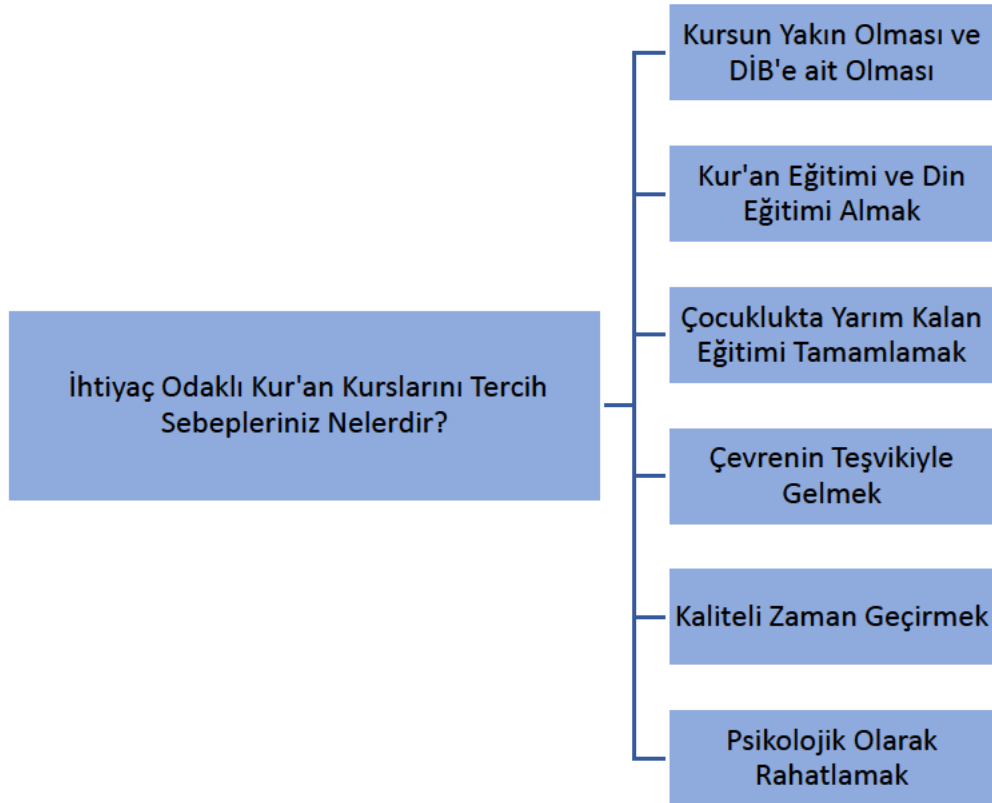 İhtiyaç Odaklı Kur'an Kurslarını Tercih
Sebepleriniz Nelerdir?
Kursun Yakın Olması ve
DİB'e ait Olması
Kur'an Eğitimi ve Din
Eğitimi Almak
Çocuklukta Yarım Kalan
Eğitimi Tamamlamak
Çevrenin Teşvikiyle
Gelmek
Kaliteli Zaman Geçirmek
Psikolojik Olarak
Rahatlamak